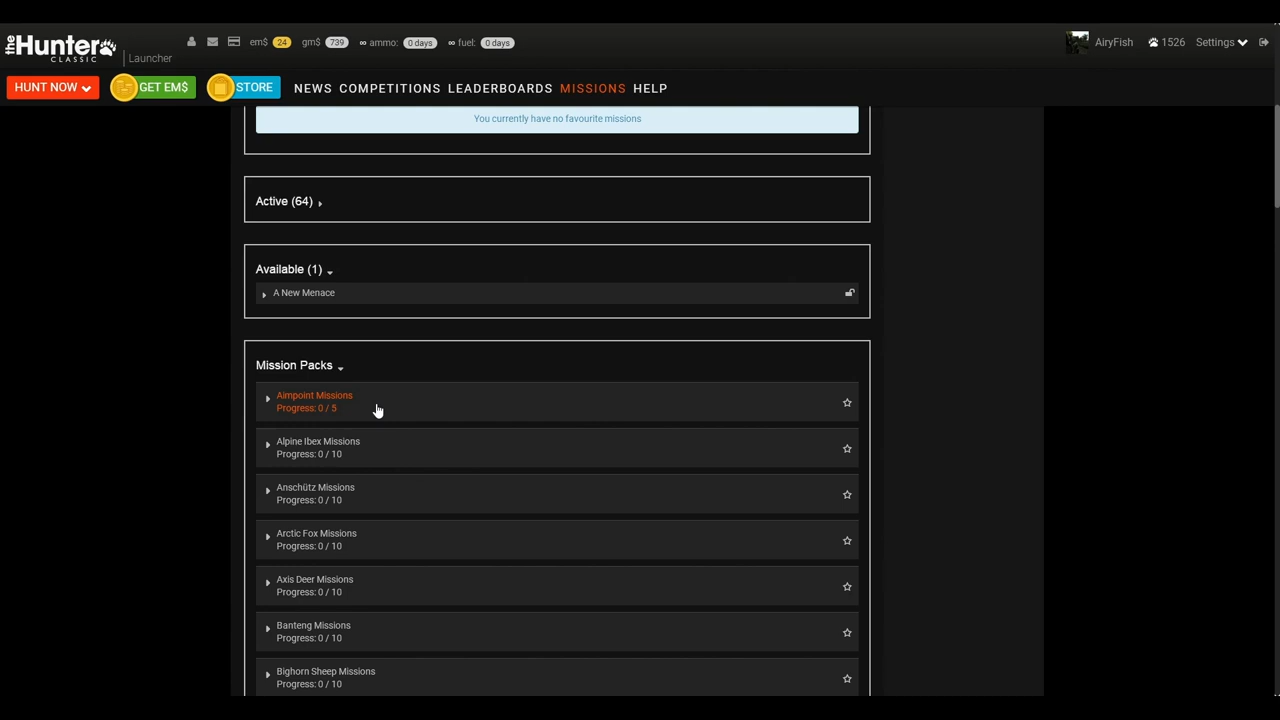 theHunter
CLASSIC
Launcher
em$ 24 gm$ 739 ∞ ammo: 0 days ∞ fuel: 0 days
AiryFish 1526 Settings
HUNT NOW GET EM$ STORE NEWS COMPETITIONS LEADERBOARDS MISSIONS HELP
You currently have no favourite missions
Active (64)
Available (1)
A New Menace
Mission Packs
Aimpoint Missions
Progress: 0 / 5
Alpine Ibex Missions
Progress: 0 / 10
Anschütz Missions
Progress: 0 / 10
Arctic Fox Missions
Progress: 0 / 10
Axis Deer Missions
Progress: 0 / 10
Banteng Missions
Progress: 0 / 10
Bighorn Sheep Missions
Progress: 0 / 10